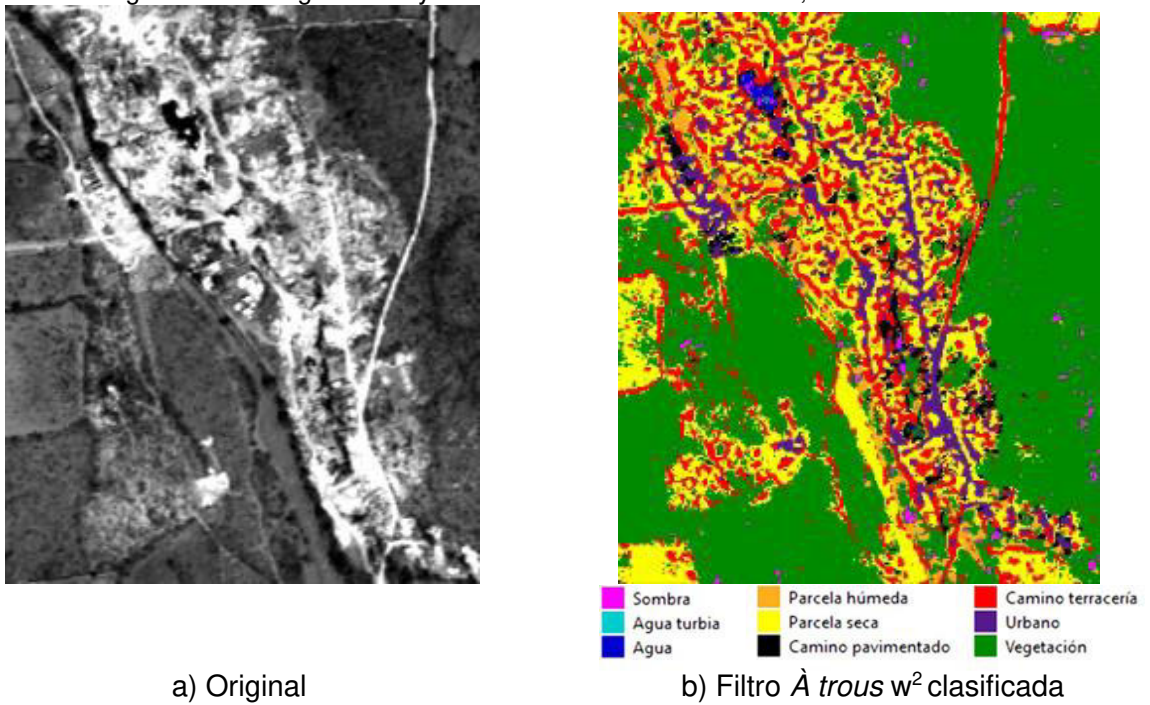 Sombra
Parcela húmeda
Camino terracería
Agua turbia
Parcela seca
Urbano
Agua
Camino pavimentado
Vegetación
a) Original
b) Filtro À trous w² clasificada